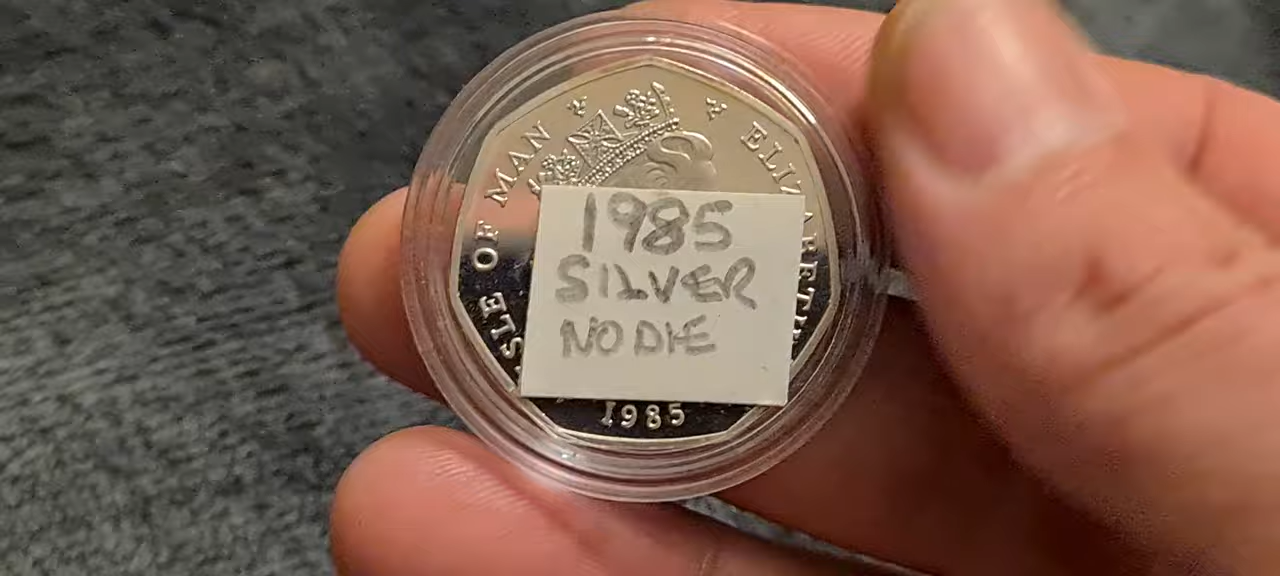 ISLE OF MAN
ELIZABETH
1985
SILVER
NO DIE
1985